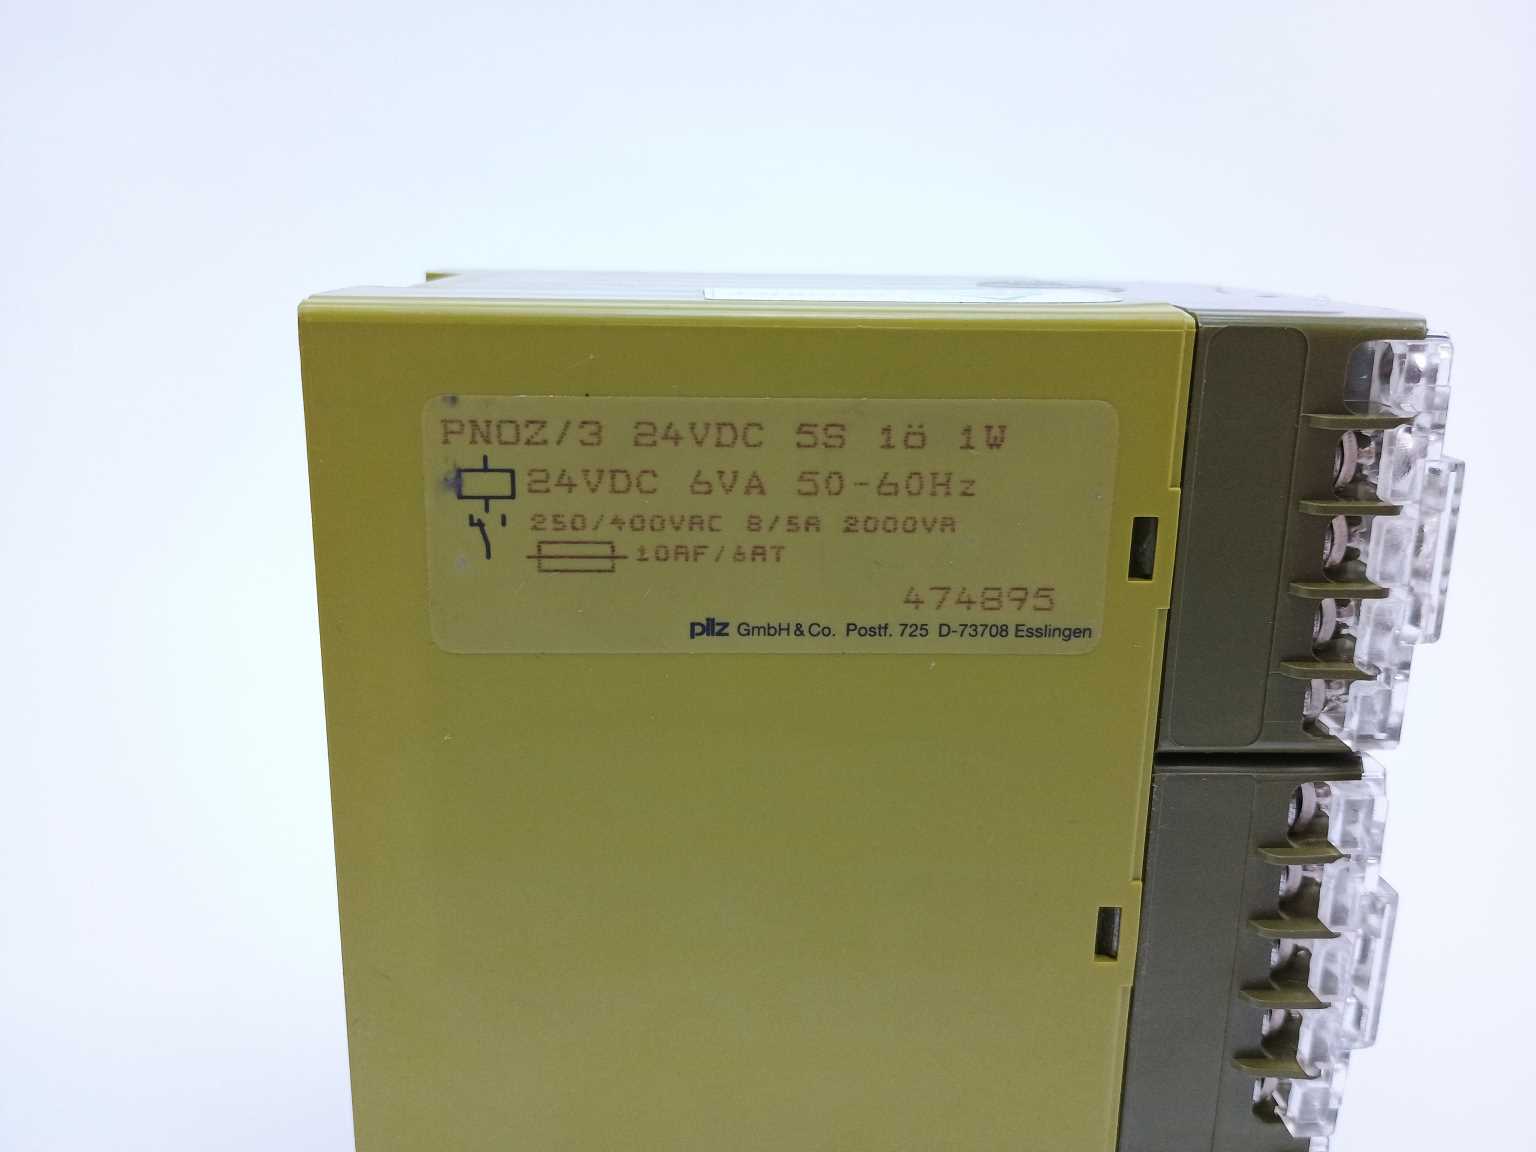 PNOZ/3 24VDC 5S 1ö 1W
24VDC 6VA 50-60Hz
250/400VAC 8/5A 2000VA
10AF/6AT
474895
pilz GmbH & Co. Postf. 725 D-73708 Esslingen